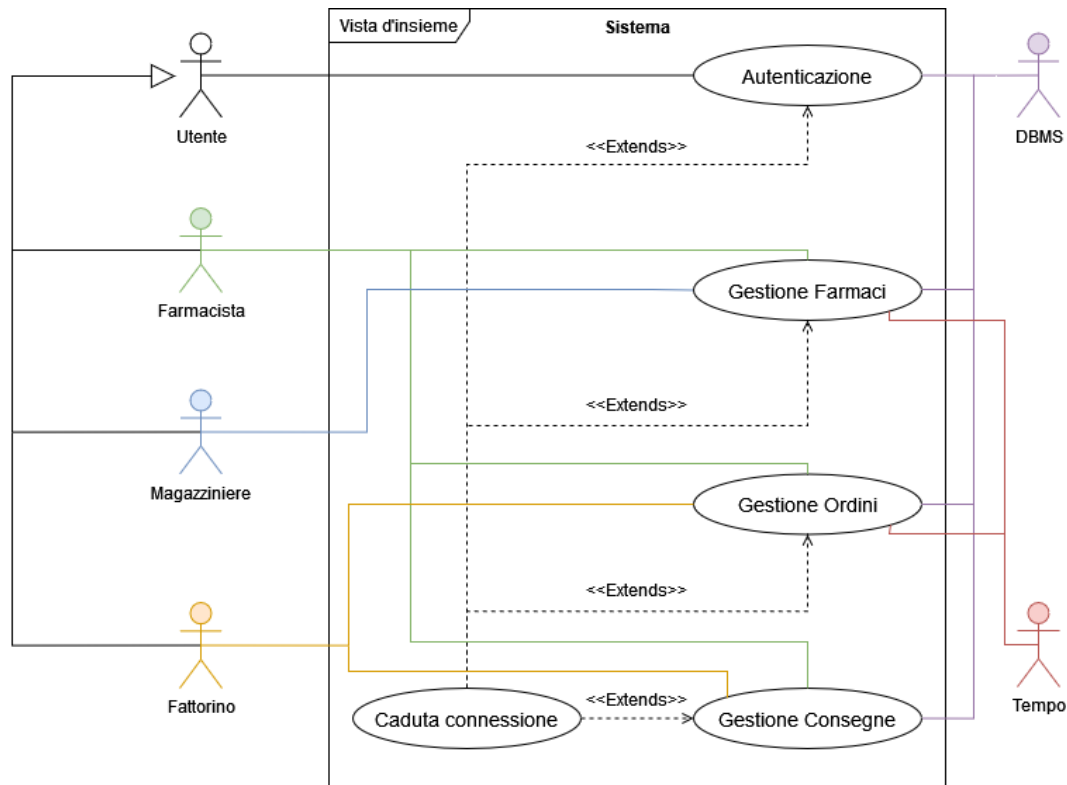 Vista d'insieme
Sistema
Autenticazione
Utente
DBMS
<<Extends>>
Farmacista
Gestione Farmaci
<<Extends>>
Magazziniere
Gestione Ordini
<<Extends>>
Fattorino
Tempo
<<Extends>>
Caduta connessione
Gestione Consegne